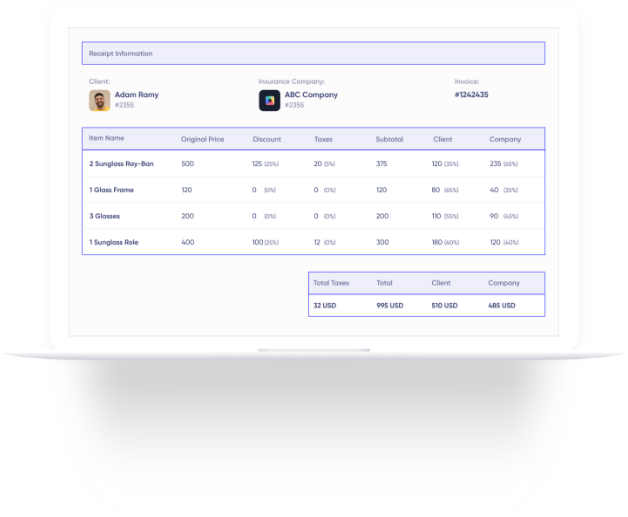 Receipt Information
Client: Insurance Company: Invoice:
Adam Ramy ABC Company #1242435
#2355 #2355
Item Name Original Price Discount Taxes Subtotal Client Company
2 Sunglass Ray-Ban 500 125 (25%) 20 (5%) 375 120 (35%) 235 (65%)
1 Glass Frame 120 0 (0%) 0 (0%) 120 80 (65%) 40 (35%)
3 Glasses 200 0 (0%) 0 (0%) 200 110 (55%) 90 (45%)
1 Sunglass Role 400 100 (25%) 12 (0%) 300 180 (60%) 120 (40%)
Total Taxes Total Client Company
32 USD 995 USD 510 USD 485 USD